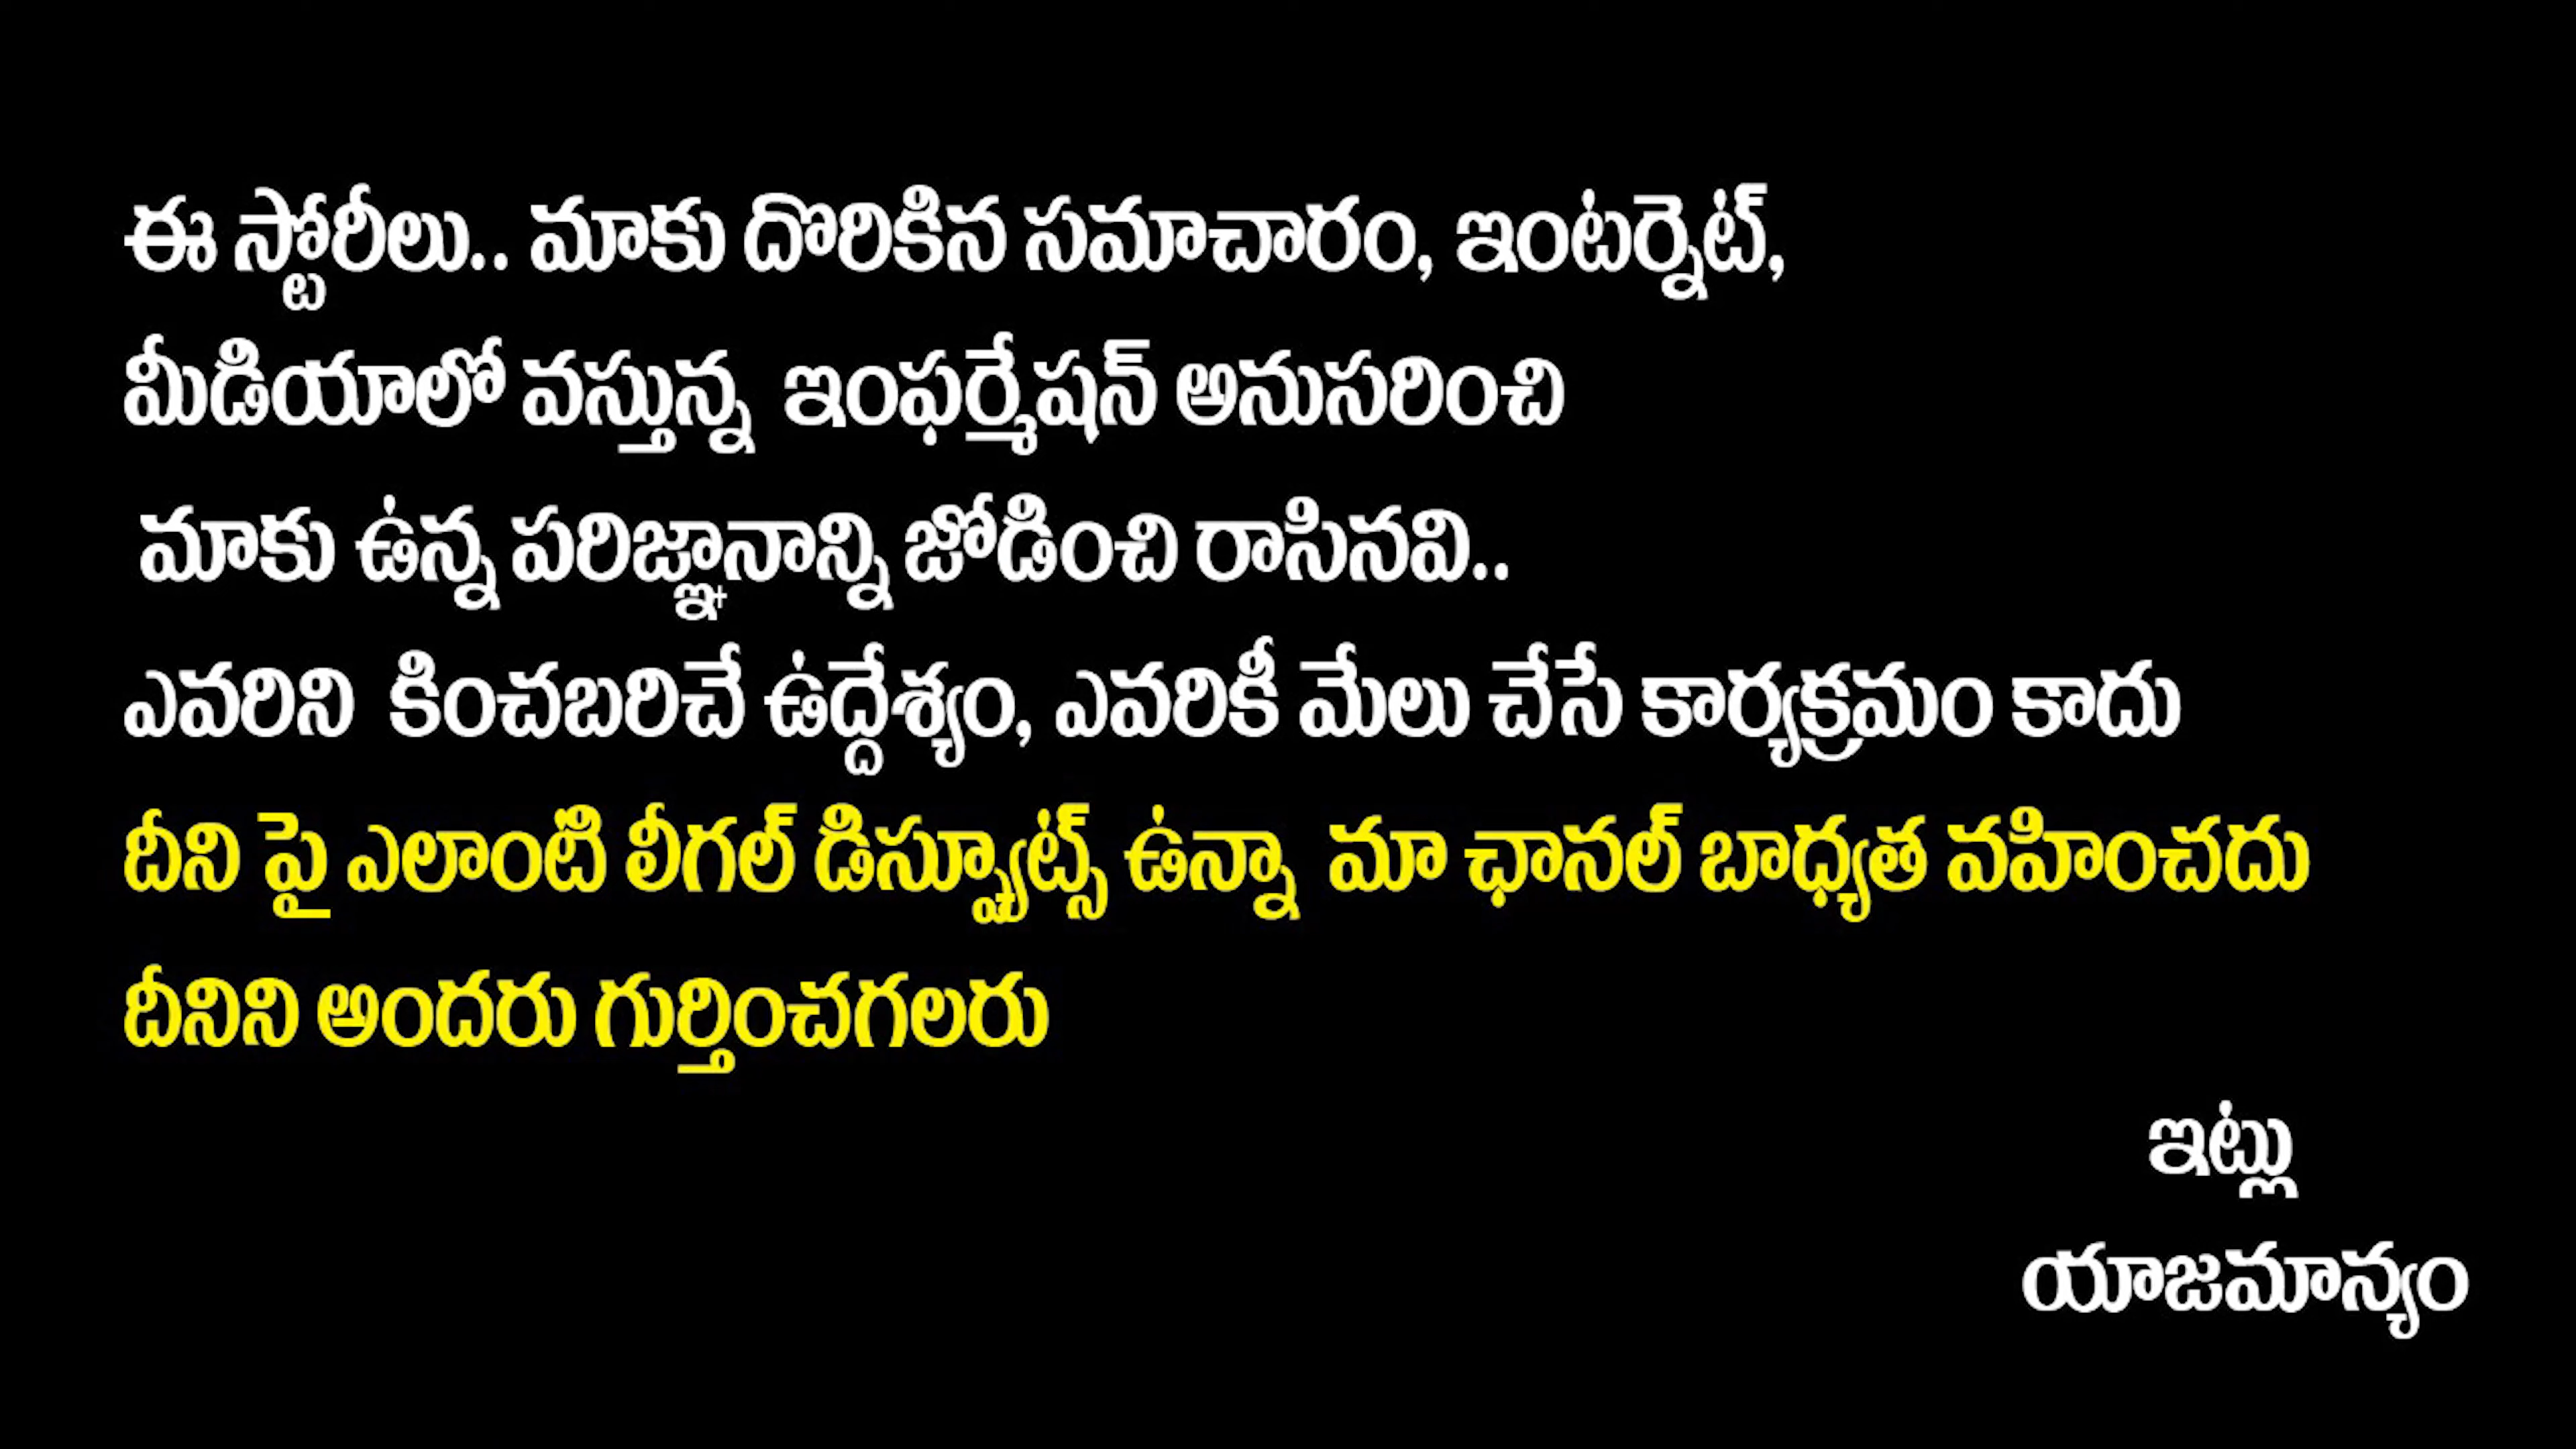 ఈ స్టోరీలు.. మాకు దొరికిన సమాచారం, ఇంటర్నెట్,
మీడియాలో వస్తున్న ఇంఫర్మేషన్ అనుసరించి
మాకు ఉన్న పరిజ్ఞానాన్ని జోడించి రాసినవి..
ఎవరిని కించబరిచే ఉద్దేశ్యం, ఎవరికీ మేలు చేసే కార్యక్రమం కాదు
దీని పై ఎలాంటి లీగల్ డిస్ప్యూట్స్ ఉన్నా మా ఛానల్ బాధ్యత వహించదు
దీనిని అందరు గుర్తించగలరు
ఇట్లు
యాజమాన్యం